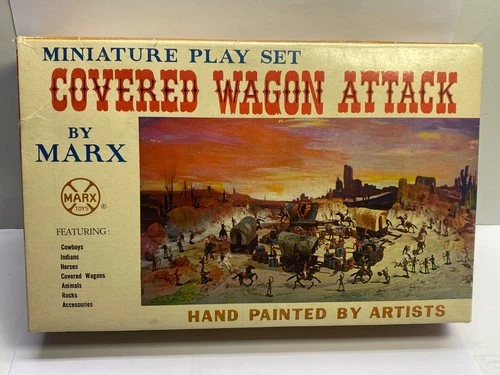 MINIATURE PLAY SET
COVERED WAGON ATTACK
BY
MARX
MARX
TOYS
®
FEATURING:
Cowboys
Indians
Horses
Covered Wagons
Animals
Rocks
Accessories
HAND PAINTED BY ARTISTS